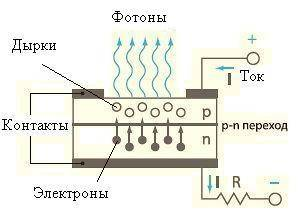 Фотоны
Дырки
+
I
Ток
p
Контакты
p-n переход
n
Электроны
I
R
−